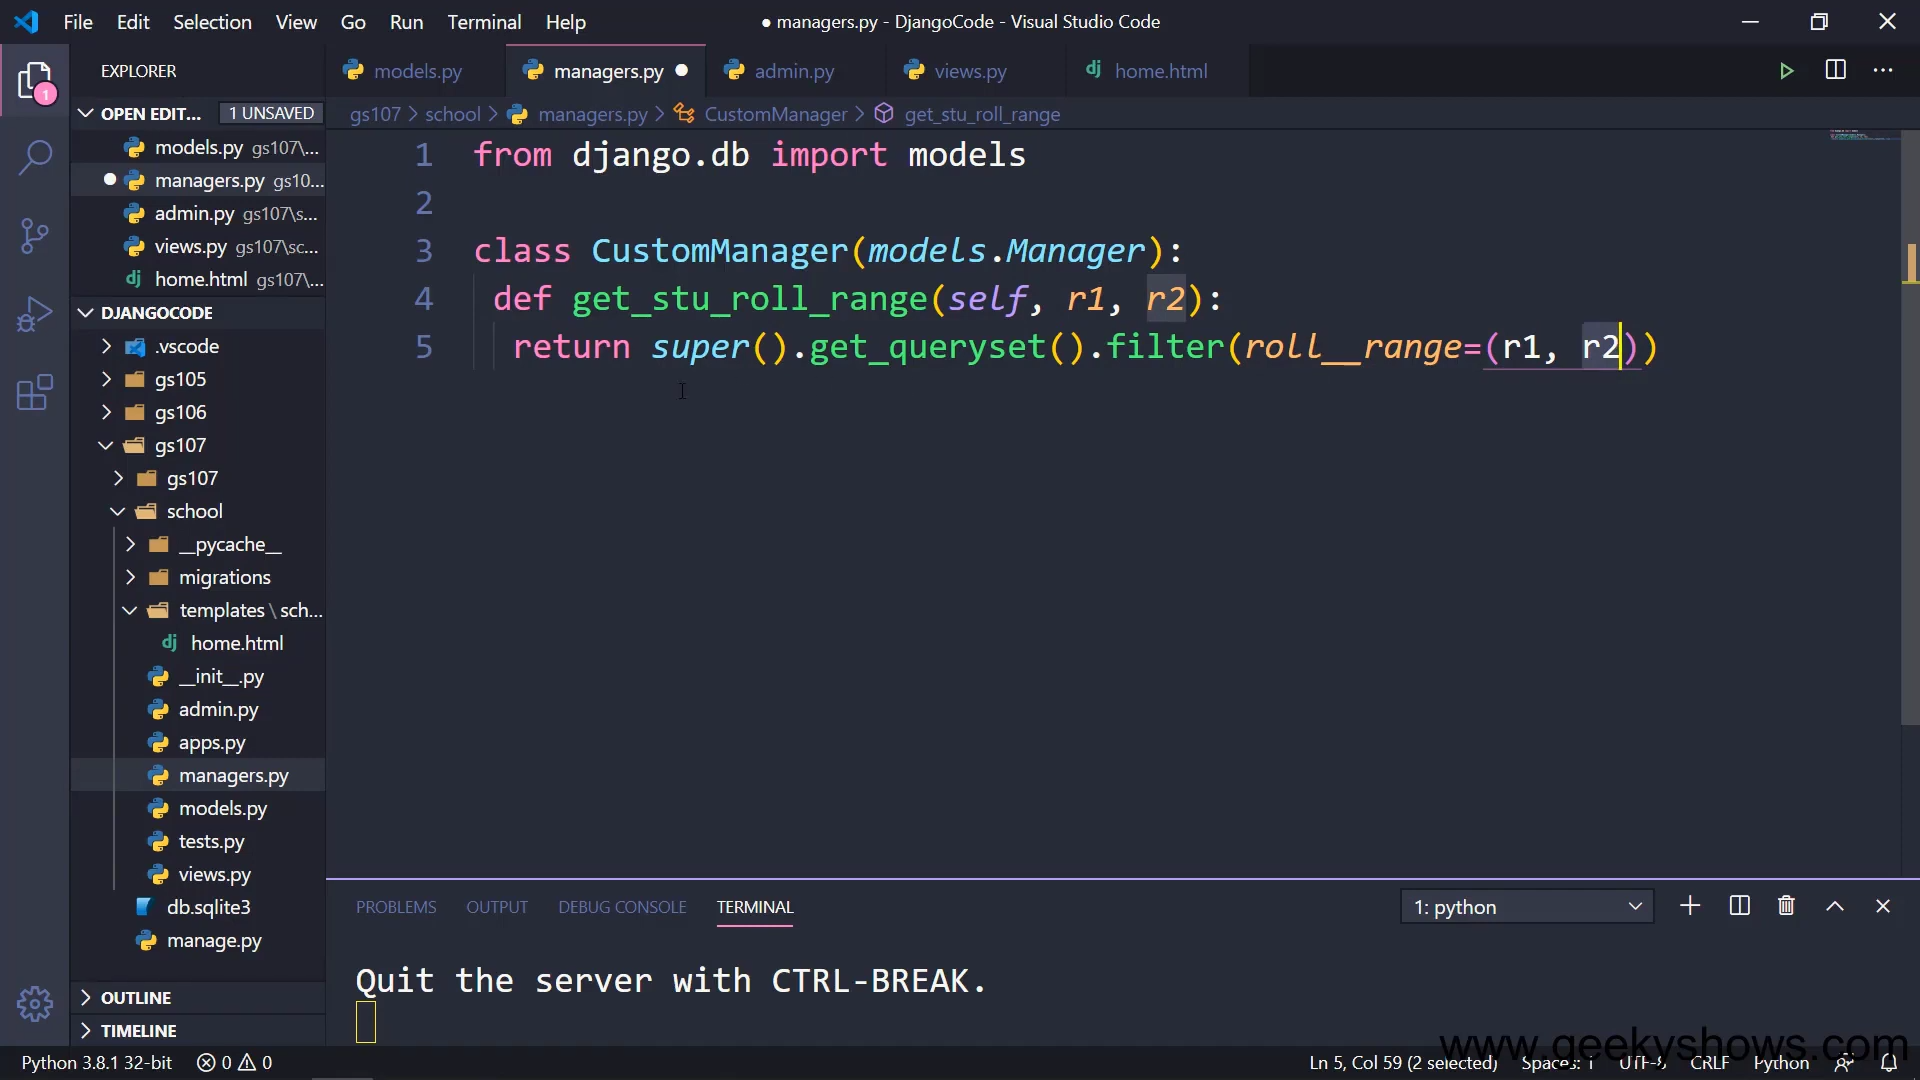 File Edit Selection View Go Run Terminal Help
● managers.py - DjangoCode - Visual Studio Code
EXPLORER
models.py managers.py ● admin.py views.py home.html
OPEN EDIT... 1 UNSAVED
gs107 > school > managers.py > CustomManager > get_stu_roll_range
1
models.py gs107\...
managers.py gs10...
admin.py gs107\s...
views.py gs107\sc...
home.html gs107\...
DJANGOCODE
.vscode
gs105
gs106
gs107
gs107
school
__pycache__
migrations
templates \ sch...
home.html
__init__.py
admin.py
apps.py
managers.py
models.py
tests.py
views.py
db.sqlite3
manage.py
OUTLINE
TIMELINE
1 from django.db import models
2
3 class CustomManager(models.Manager):
4 def get_stu_roll_range(self, r1, r2):
5 return super().get_queryset().filter(roll__range=(r1, r2))
PROBLEMS OUTPUT DEBUG CONSOLE TERMINAL
1: python
Quit the server with CTRL-BREAK.
www.geekyshows.com
Python 3.8.1 32-bit 0 0
Ln 5, Col 59 (2 selected) Spaces: 1 UTF-8 CRLF Python